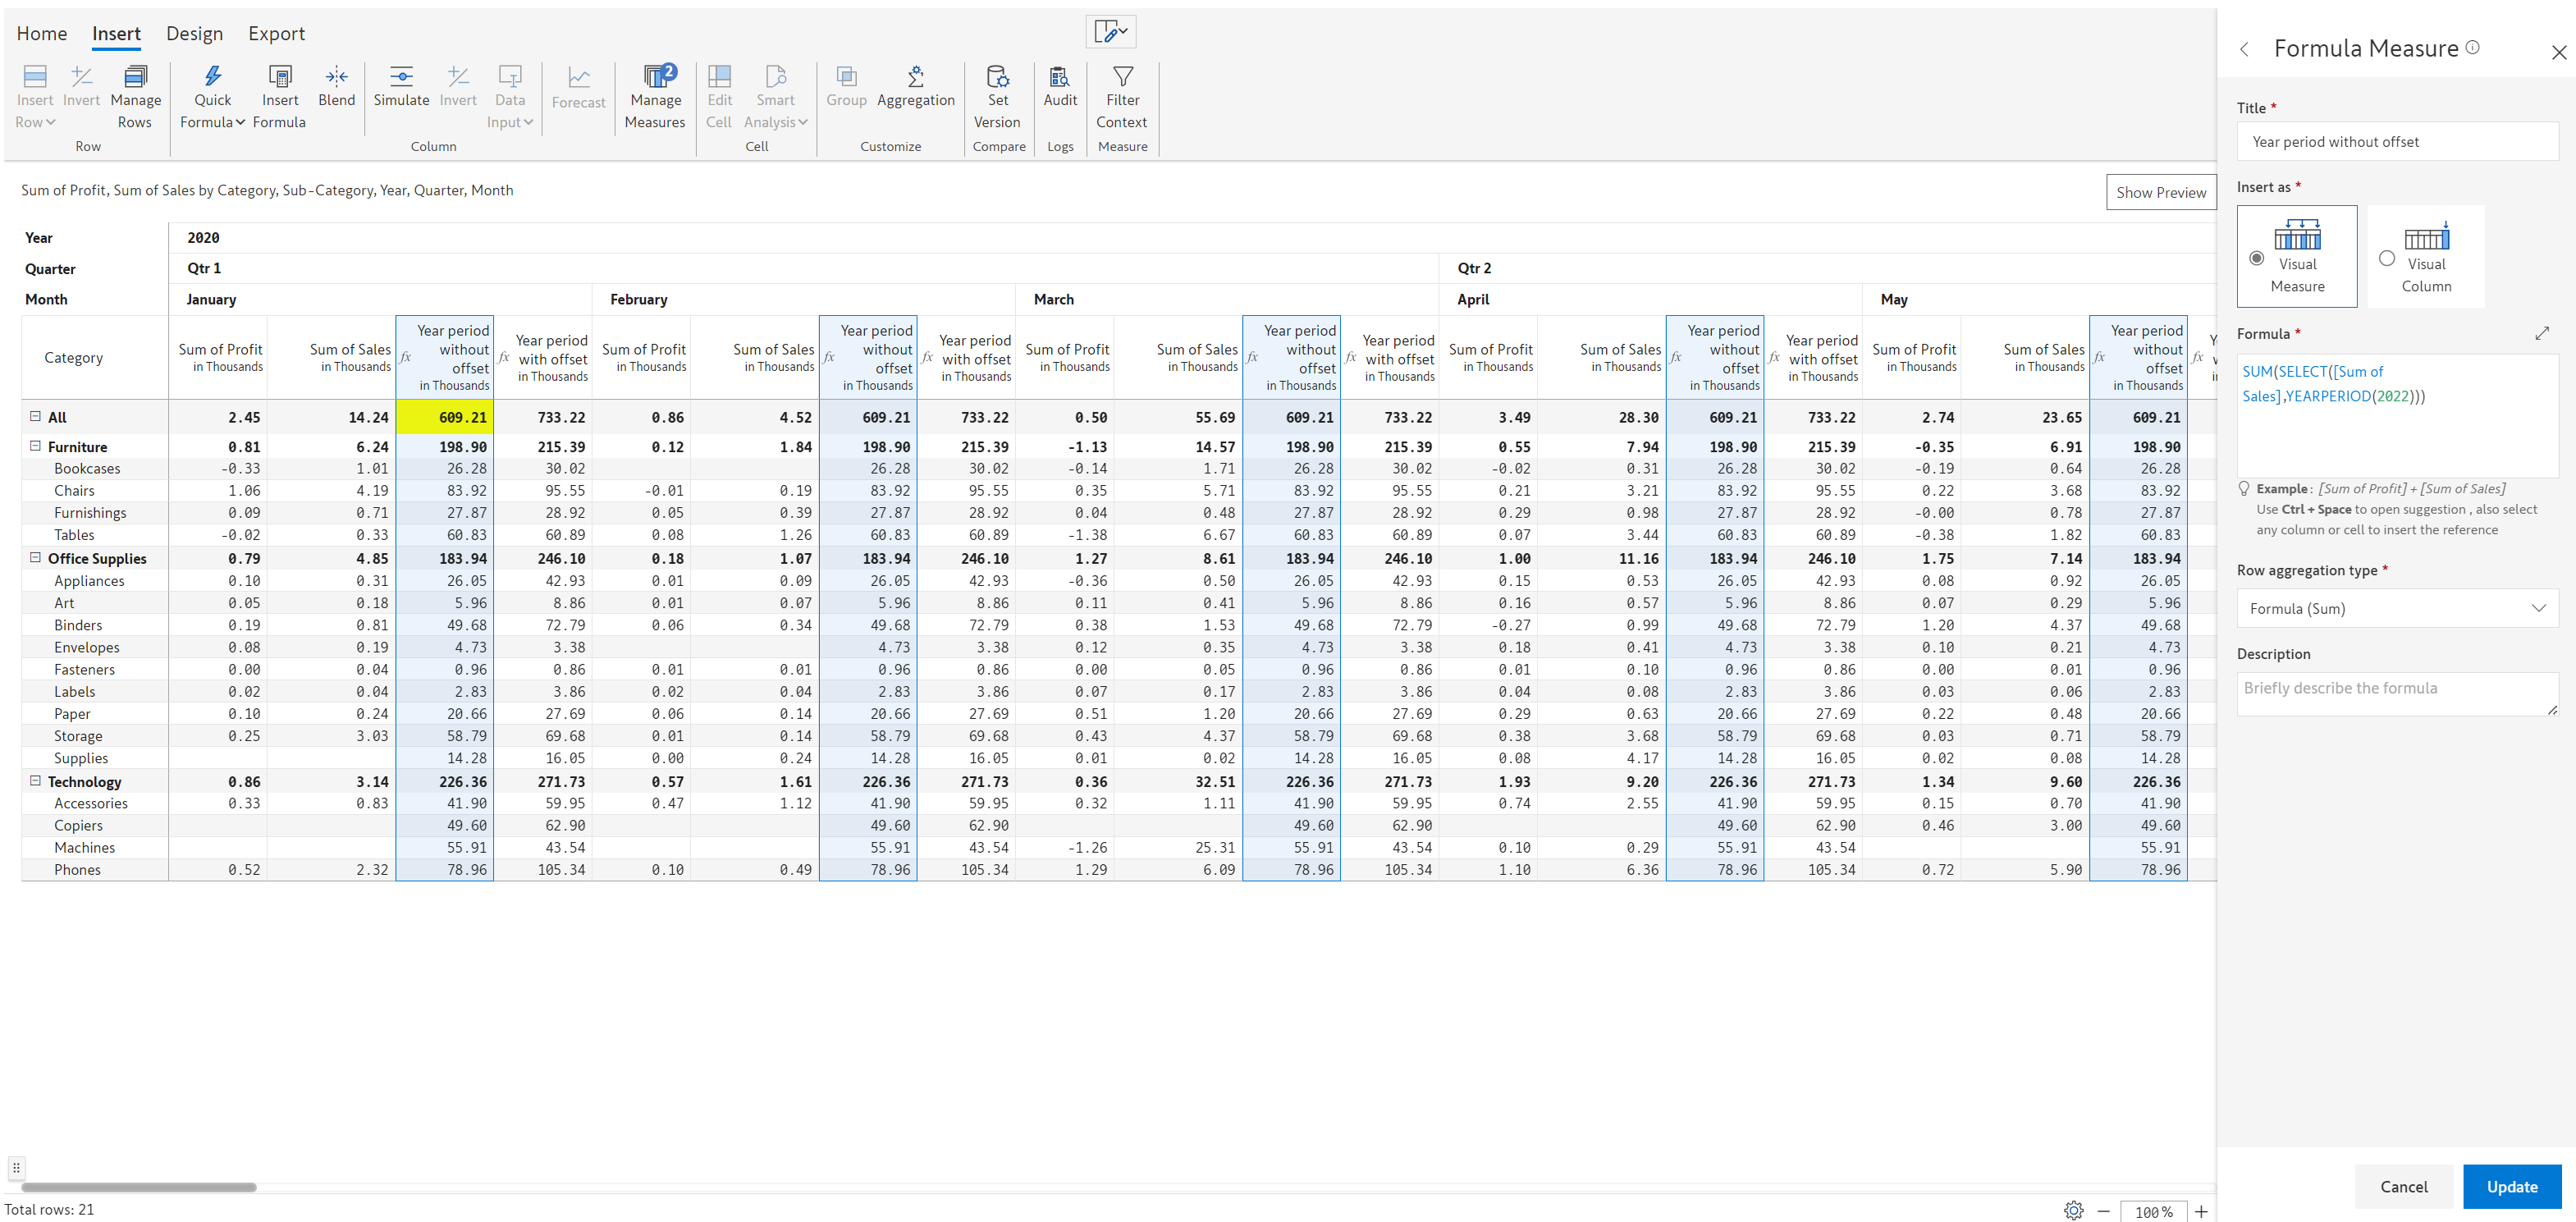 Home Insert Design Export
Insert Row Invert Manage Rows Quick Formula Insert Formula Blend Simulate Invert Data Input Forecast Manage Measures 2 Edit Cell Smart Analysis Group Aggregation Set Version Audit Filter Context
Row Column Cell Customize Compare Logs Measure
Sum of Profit, Sum of Sales by Category, Sub-Category, Year, Quarter, Month
Show Preview
Year 2020
Quarter Qtr 1 Qtr 2
Month January February March April May
Category Sum of Profit in Thousands Sum of Sales in Thousands fx Year period without offset in Thousands fx Year period with offset in Thousands Sum of Profit in Thousands Sum of Sales in Thousands fx Year period without offset in Thousands fx Year period with offset in Thousands Sum of Profit in Thousands Sum of Sales in Thousands fx Year period without offset in Thousands fx Year period with offset in Thousands Sum of Profit in Thousands Sum of Sales in Thousands fx Year period without offset in Thousands fx Year period with offset in Thousands Sum of Profit in Thousands Sum of Sales in Thousands fx Year period without offset in Thousands fx
All 2.45 14.24 609.21 733.22 0.86 4.52 609.21 733.22 0.50 55.69 609.21 733.22 3.49 28.30 609.21 733.22 2.74 23.65 609.21
Furniture 0.81 6.24 198.90 215.39 0.12 1.84 198.90 215.39 -1.13 14.57 198.90 215.39 0.55 7.94 198.90 215.39 -0.35 6.91 198.90
Bookcases -0.33 1.01 26.28 30.02 26.28 30.02 -0.14 1.71 26.28 30.02 -0.02 0.31 26.28 30.02 -0.19 0.64 26.28
Chairs 1.06 4.19 83.92 95.55 -0.01 0.19 83.92 95.55 0.35 5.71 83.92 95.55 0.21 3.21 83.92 95.55 0.22 3.68 83.92
Furnishings 0.09 0.71 27.87 28.92 0.05 0.39 27.87 28.92 0.04 0.48 27.87 28.92 0.29 0.98 27.87 28.92 -0.00 0.78 27.87
Tables -0.02 0.33 60.83 60.89 0.08 1.26 60.83 60.89 -1.38 6.67 60.83 60.89 0.07 3.44 60.83 60.89 -0.38 1.82 60.83
Office Supplies 0.79 4.85 183.94 246.10 0.18 1.07 183.94 246.10 1.27 8.61 183.94 246.10 1.00 11.16 183.94 246.10 1.75 7.14 183.94
Appliances 0.10 0.31 26.05 42.93 0.01 0.09 26.05 42.93 -0.36 0.50 26.05 42.93 0.15 0.53 26.05 42.93 0.08 0.92 26.05
Art 0.05 0.18 5.96 8.86 0.01 0.07 5.96 8.86 0.11 0.41 5.96 8.86 0.16 0.57 5.96 8.86 0.07 0.29 5.96
Binders 0.19 0.81 49.68 72.79 0.06 0.34 49.68 72.79 0.38 1.53 49.68 72.79 -0.27 0.99 49.68 72.79 1.20 4.37 49.68
Envelopes 0.08 0.19 4.73 3.38 4.73 3.38 0.12 0.35 4.73 3.38 0.18 0.41 4.73 3.38 0.10 0.21 4.73
Fasteners 0.00 0.04 0.96 0.86 0.01 0.01 0.96 0.86 0.00 0.05 0.96 0.86 0.01 0.10 0.96 0.86 0.00 0.01 0.96
Labels 0.02 0.04 2.83 3.86 0.02 0.04 2.83 3.86 0.07 0.17 2.83 3.86 0.04 0.08 2.83 3.86 0.03 0.06 2.83
Paper 0.10 0.24 20.66 27.69 0.06 0.14 20.66 27.69 0.51 1.20 20.66 27.69 0.29 0.63 20.66 27.69 0.22 0.48 20.66
Storage 0.25 3.03 58.79 69.68 0.01 0.14 58.79 69.68 0.43 4.37 58.79 69.68 0.38 3.68 58.79 69.68 0.03 0.71 58.79
Supplies 14.28 16.05 0.00 0.24 14.28 16.05 0.01 0.02 14.28 16.05 0.08 4.17 14.28 16.05 0.02 0.08 14.28
Technology 0.86 3.14 226.36 271.73 0.57 1.61 226.36 271.73 0.36 32.51 226.36 271.73 1.93 9.20 226.36 271.73 1.34 9.60 226.36
Accessories 0.33 0.83 41.90 59.95 0.47 1.12 41.90 59.95 0.32 1.11 41.90 59.95 0.74 2.55 41.90 59.95 0.15 0.70 41.90
Copiers 49.60 62.90 49.60 62.90 49.60 62.90 49.60 62.90 0.46 3.00 49.60
Machines 55.91 43.54 55.91 43.54 -1.26 25.31 55.91 43.54 0.10 0.29 55.91 43.54 55.91
Phones 0.52 2.32 78.96 105.34 0.10 0.49 78.96 105.34 1.29 6.09 78.96 105.34 1.10 6.36 78.96 105.34 0.72 5.90 78.96
Total rows: 21
100 %
Formula Measure
Title *
Year period without offset
Insert as *
Visual Measure
Visual Column
Formula *
SUM(SELECT([Sum of
Sales],YEARPERIOD(2022)))
Example : [Sum of Profit] + [Sum of Sales]
Use Ctrl + Space to open suggestion , also select
any column or cell to insert the reference
Row aggregation type *
Formula (Sum)
Description
Briefly describe the formula
Cancel Update